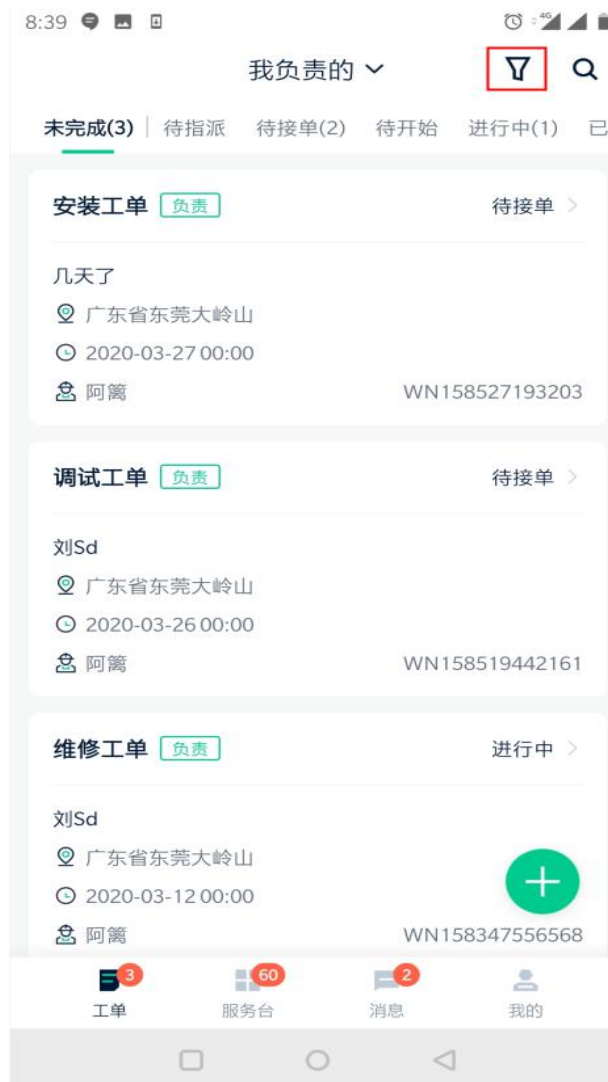 8:39 4G
我负责的
未完成(3) 待指派 待接单(2) 待开始 进行中(1) 已
安装工单 负责 待接单
几天了
广东省东莞大岭山
2020-03-27 00:00
阿篱 WN158527193203
调试工单 负责 待接单
刘Sd
广东省东莞大岭山
2020-03-26 00:00
阿篱 WN158519442161
维修工单 负责 进行中
刘Sd
广东省东莞大岭山
2020-03-12 00:00
阿篱 WN158347556568
3 60 2
工单 服务台 消息 我的